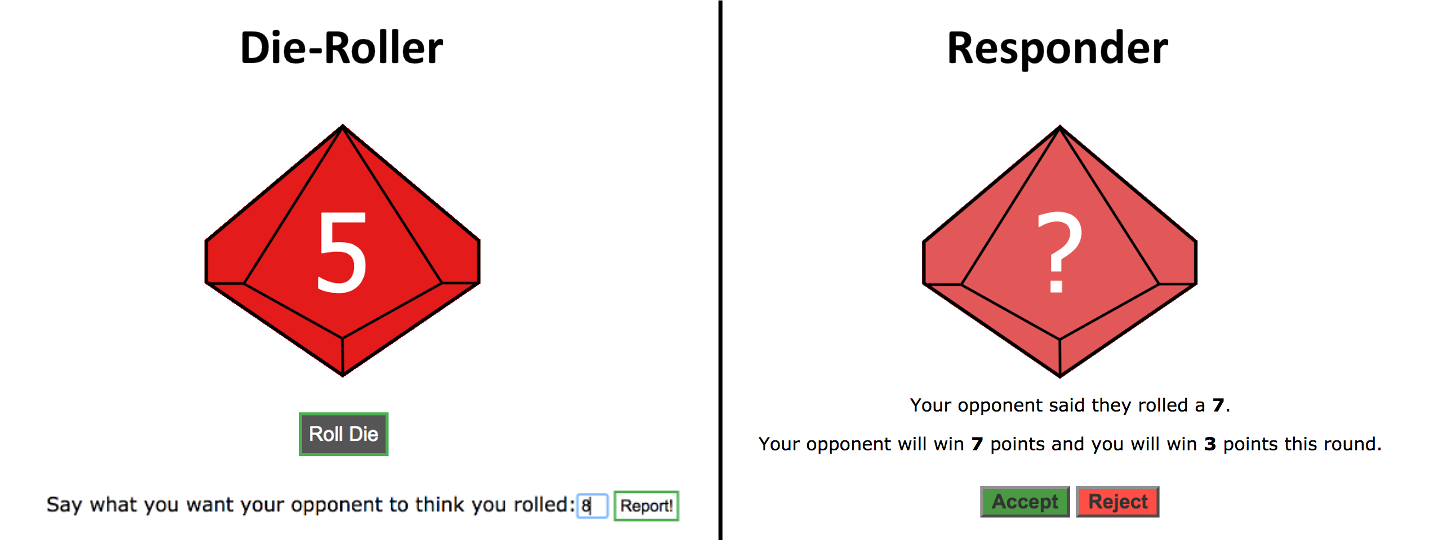 Die-Roller
5
Roll Die
Say what you want your opponent to think you rolled: 8 Report!
Responder
?
Your opponent said they rolled a 7.
Your opponent will win 7 points and you will win 3 points this round.
Accept Reject